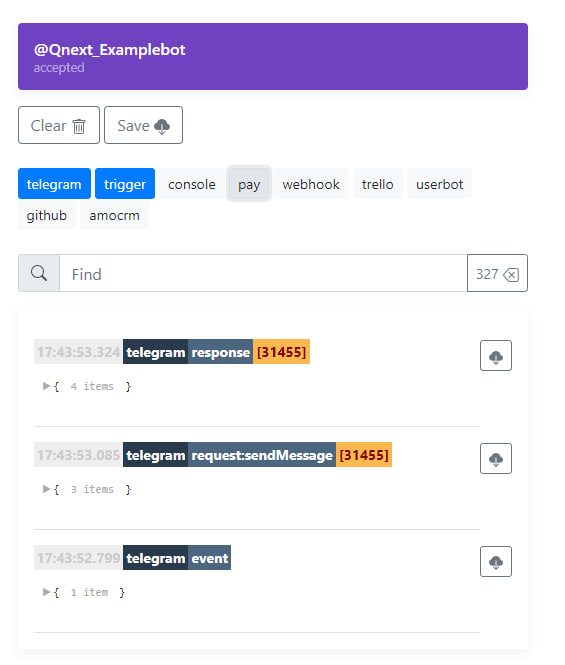 @Qnext_Examplebot
accepted
Clear Save
telegram trigger console pay webhook trello userbot
github amocrm
Find 327
17:43:53.324 telegram response [31455]
{ 4 items }
17:43:53.085 telegram request:sendMessage [31455]
{ 3 items }
17:43:52.799 telegram event
{ 1 item }